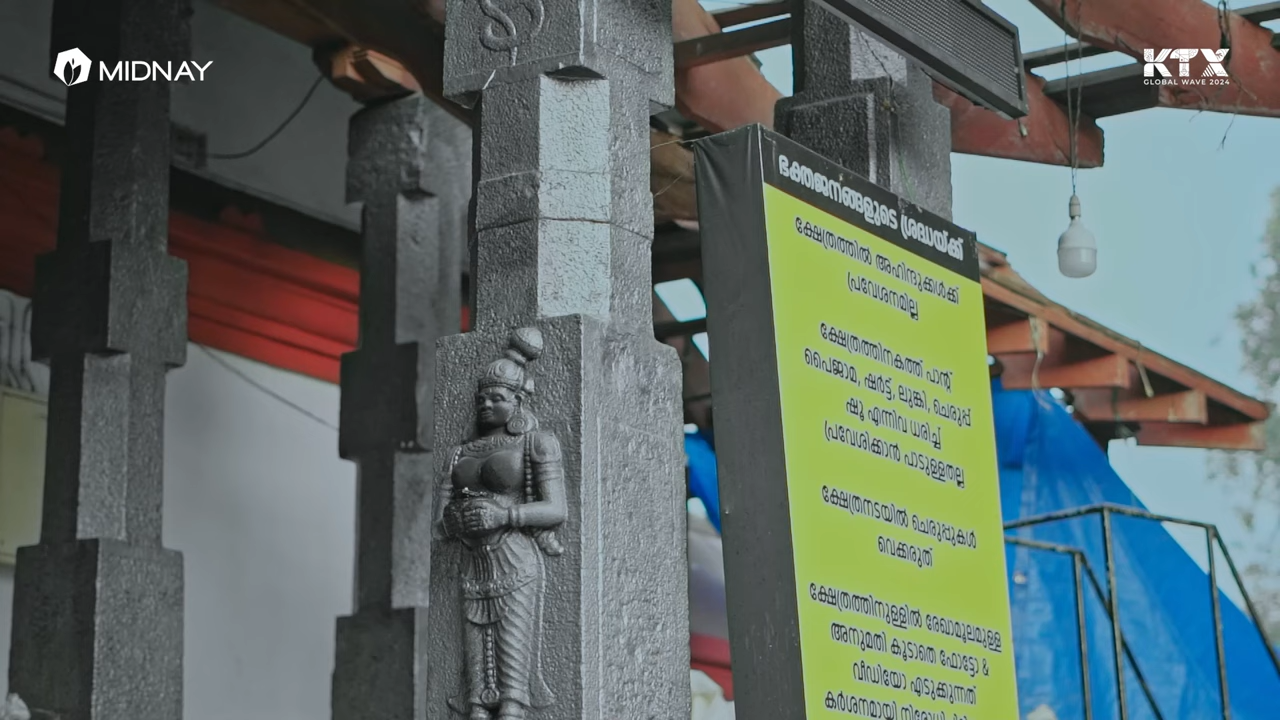 MIDNAY
KTX
GLOBAL WAVE 2024
ഭക്തജനങ്ങളുടെ ശ്രദ്ധയ്ക്ക്
ക്ഷേത്രത്തിൽ അഹിന്ദുക്കൾക്ക്
പ്രവേശനമില്ല
ക്ഷേത്രത്തിനകത്ത് പാന്റ്
പൈജാമ, ഷർട്ട്, ലുങ്കി, ചെരുപ്പ്
ഷൂ എന്നിവ ധരിച്ച്
പ്രവേശിക്കാൻ പാടുള്ളതല്ല
ക്ഷേത്രനടയിൽ ചെരുപ്പുകൾ
വെക്കരുത്
ക്ഷേത്രത്തിനുള്ളിൽ രേഖാമൂലമുള്ള
അനുമതി കൂടാതെ ഫോട്ടോ &
വീഡിയോ എടുക്കുന്നത്
കർശനമായി